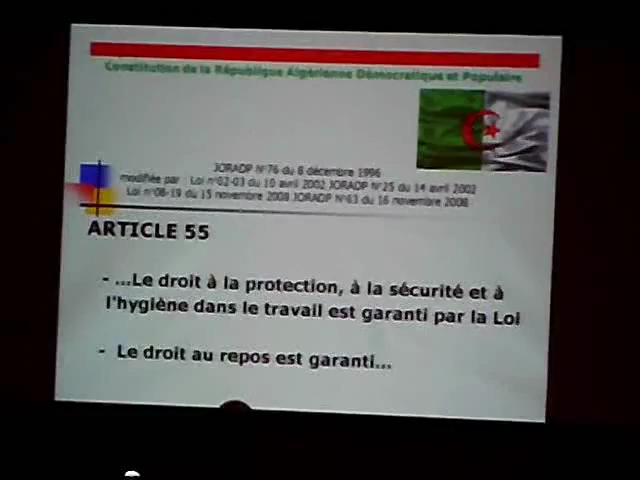 Constitution de la République Algérienne Démocratique et Populaire
JORADP N°76 du 8 décembre 1996
modifiée par : Loi n°02-03 du 10 avril 2002 JORADP N°25 du 14 avril 2002
Loi n°08-19 du 15 novembre 2008 JORADP N°63 du 16 novembre 2008
ARTICLE 55
- ...Le droit à la protection, à la sécurité et à
l'hygiène dans le travail est garanti par la Loi
- Le droit au repos est garanti...